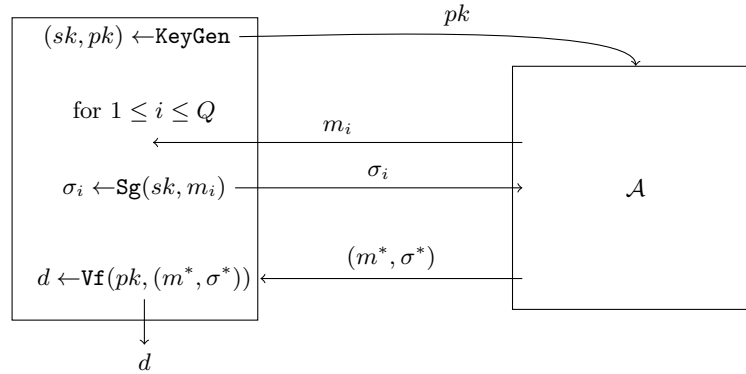 pk
(sk, pk) ←KeyGen
for 1 ≤ i ≤ Q
m_i
σ_i ←Sg(sk, m_i)
σ_i
𝒜
(m*, σ*)
d ←Vf(pk, (m*, σ*))
d